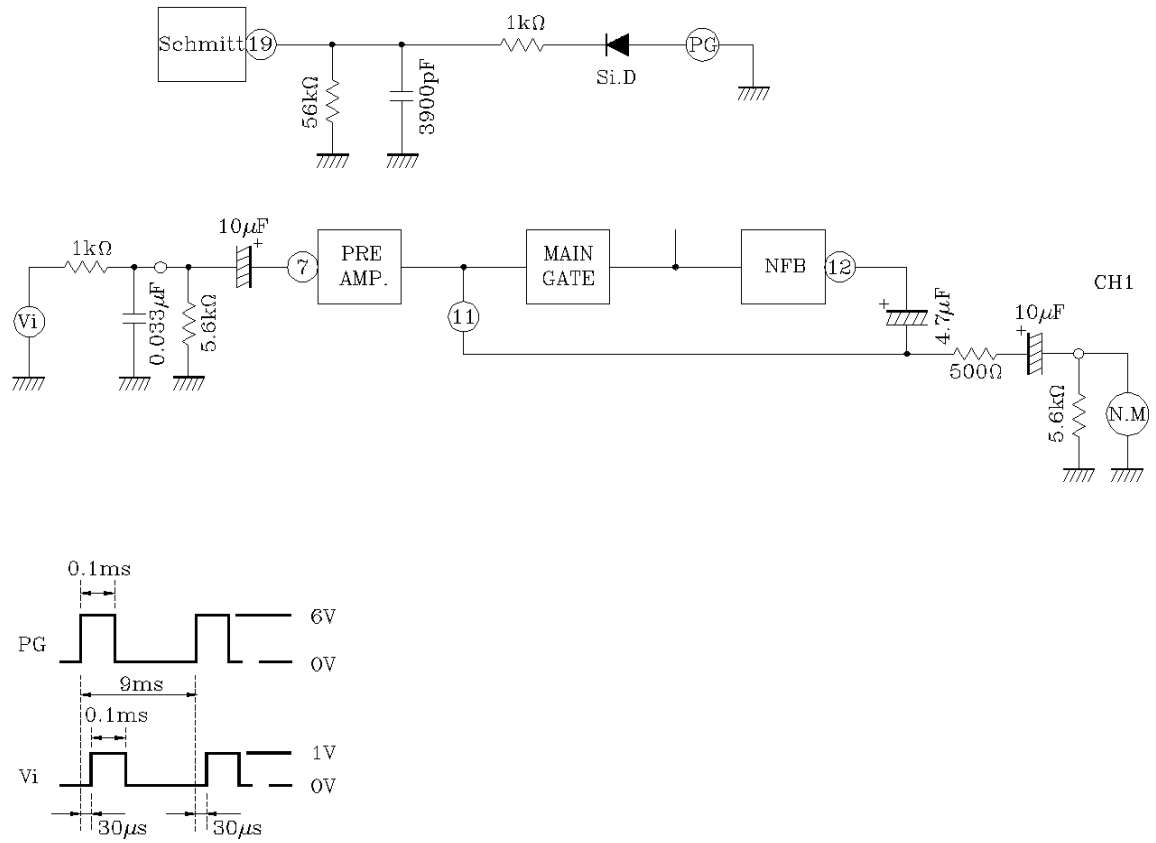 Schmitt 19
1kΩ
PG
Si.D
56kΩ
3900pF
10μF
+
1kΩ
Vi
0.033μF
5.6kΩ
7
PRE
AMP.
MAIN
GATE
NFB
12
11
+
4.7μF
CH1
10μF
+
500Ω
5.6kΩ
N.M
0.1ms
6V
PG
0V
9ms
0.1ms
1V
Vi
0V
30μs
30μs